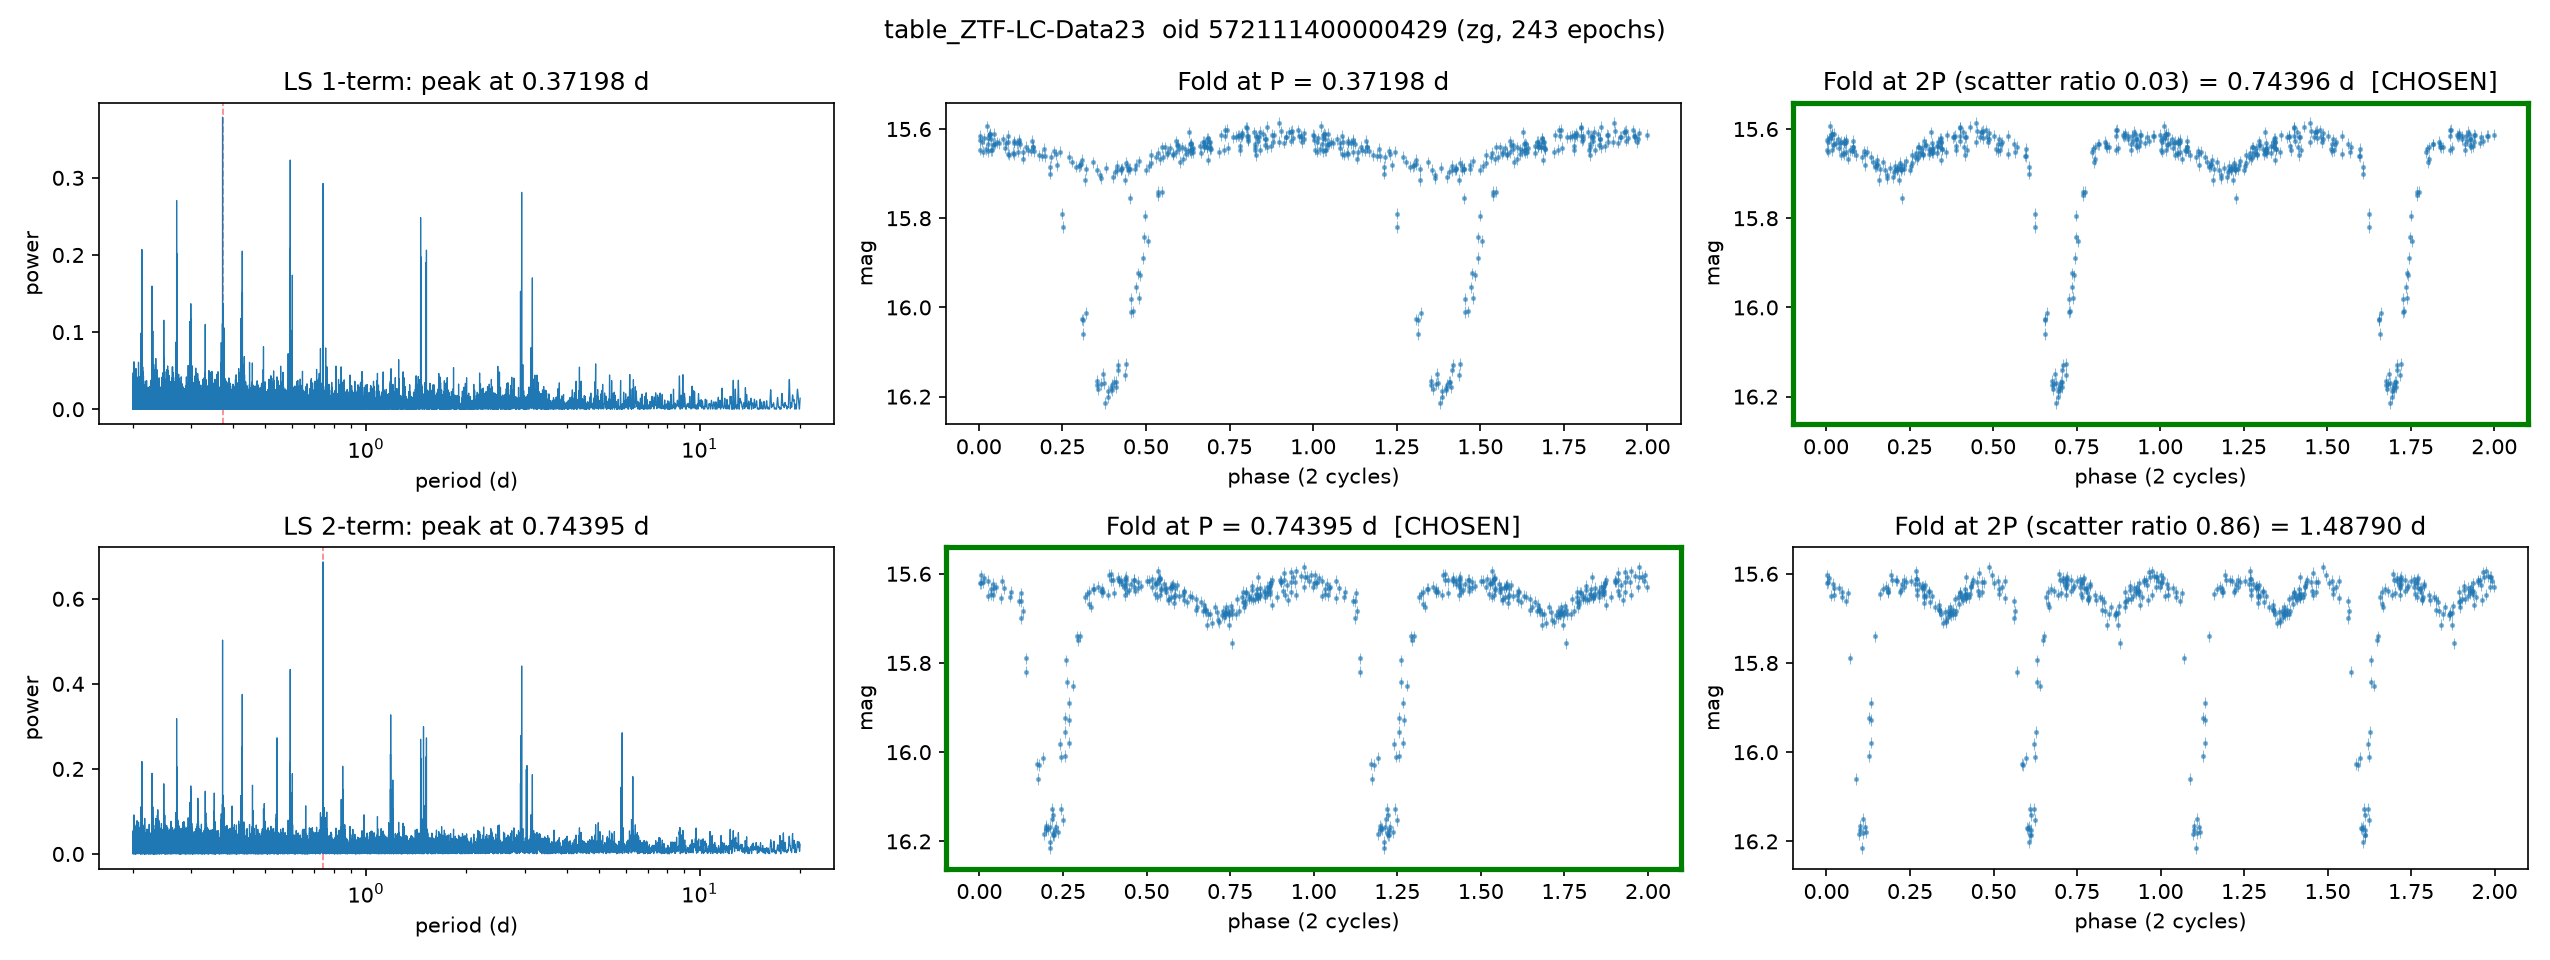 table_ZTF-LC-Data23  oid 572111400000429 (zg, 243 epochs)
LS 1-term: peak at 0.37198 d
power
0.3
0.2
0.1
0.0
10^0
10^1
period (d)
Fold at P = 0.37198 d
mag
15.6
15.8
16.0
16.2
0.00 0.25 0.50 0.75 1.00 1.25 1.50 1.75 2.00
phase (2 cycles)
Fold at 2P (scatter ratio 0.03) = 0.74396 d  [CHOSEN]
mag
15.6
15.8
16.0
16.2
0.00 0.25 0.50 0.75 1.00 1.25 1.50 1.75 2.00
phase (2 cycles)
LS 2-term: peak at 0.74395 d
power
0.6
0.4
0.2
0.0
10^0
10^1
period (d)
Fold at P = 0.74395 d  [CHOSEN]
mag
15.6
15.8
16.0
16.2
0.00 0.25 0.50 0.75 1.00 1.25 1.50 1.75 2.00
phase (2 cycles)
Fold at 2P (scatter ratio 0.86) = 1.48790 d
mag
15.6
15.8
16.0
16.2
0.00 0.25 0.50 0.75 1.00 1.25 1.50 1.75 2.00
phase (2 cycles)